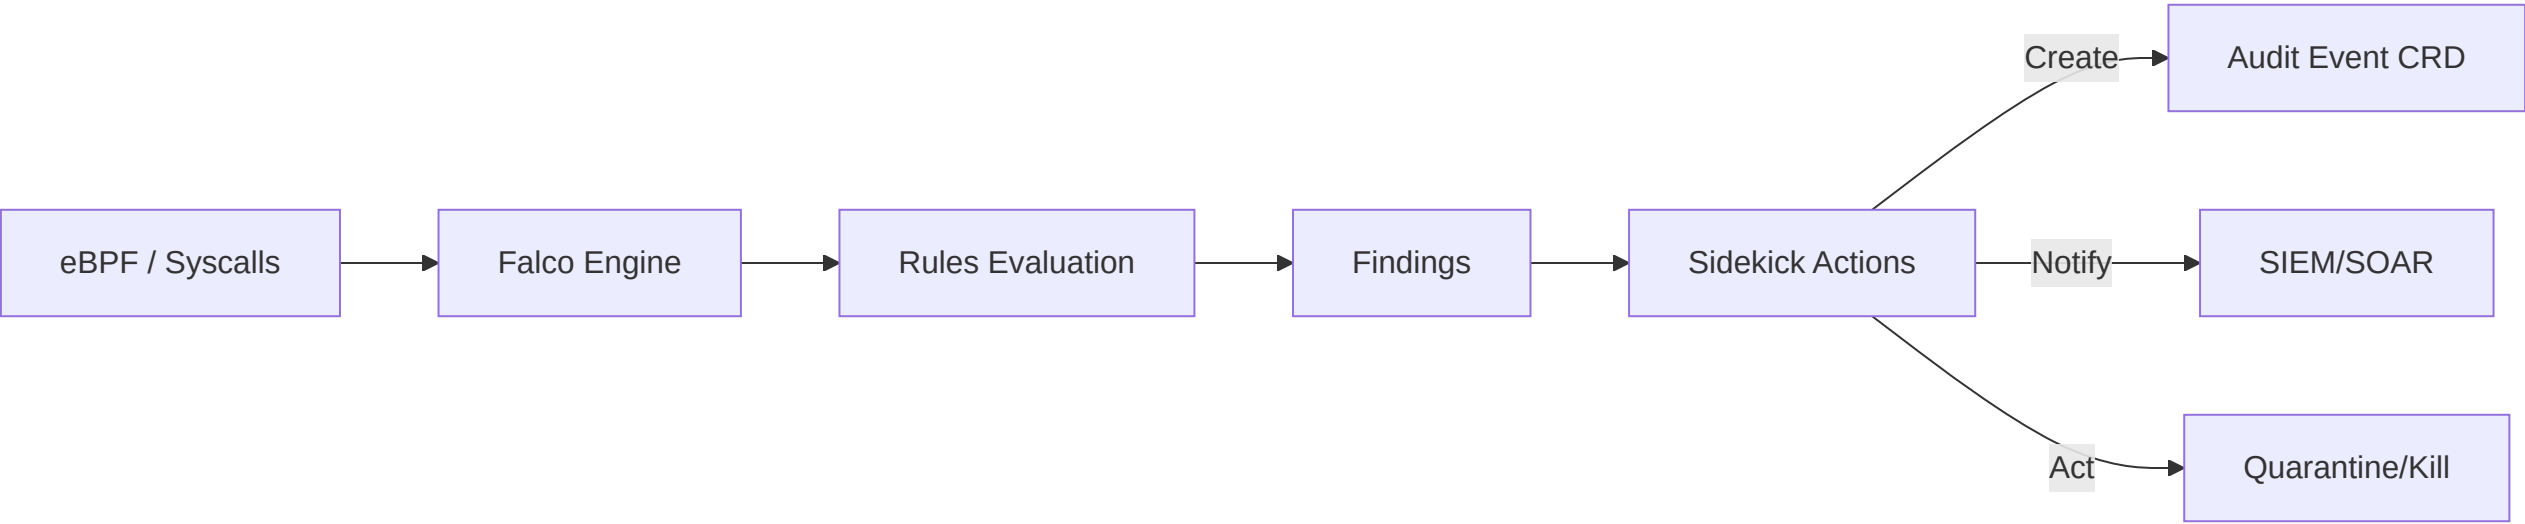 eBPF / Syscalls
Falco Engine
Rules Evaluation
Findings
Sidekick Actions
Create
Audit Event CRD
Notify
SIEM/SOAR
Act
Quarantine/Kill